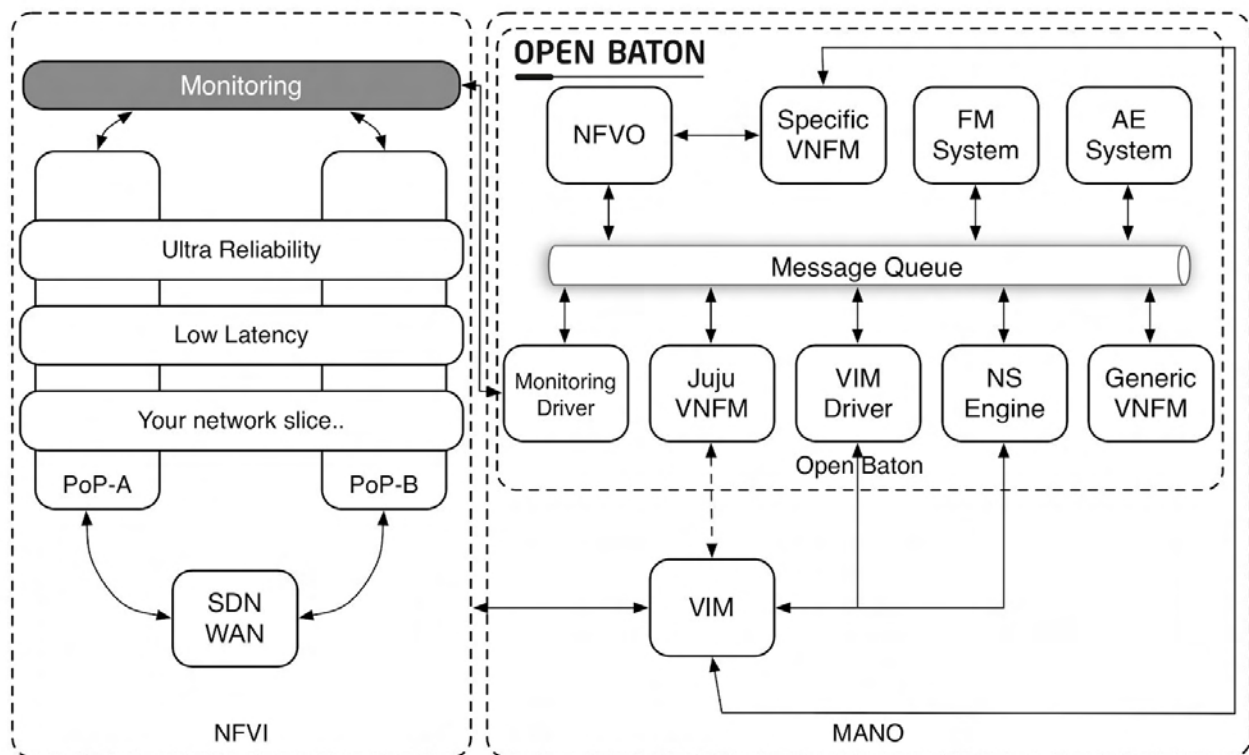 Monitoring
Ultra Reliability
Low Latency
Your network slice..
PoP-A
PoP-B
SDN
WAN
NFVI
OPEN BATON
NFVO
Specific
VNFM
FM
System
AE
System
Message Queue
Monitoring
Driver
Juju
VNFM
VIM
Driver
NS
Engine
Generic
VNFM
Open Baton
VIM
MANO